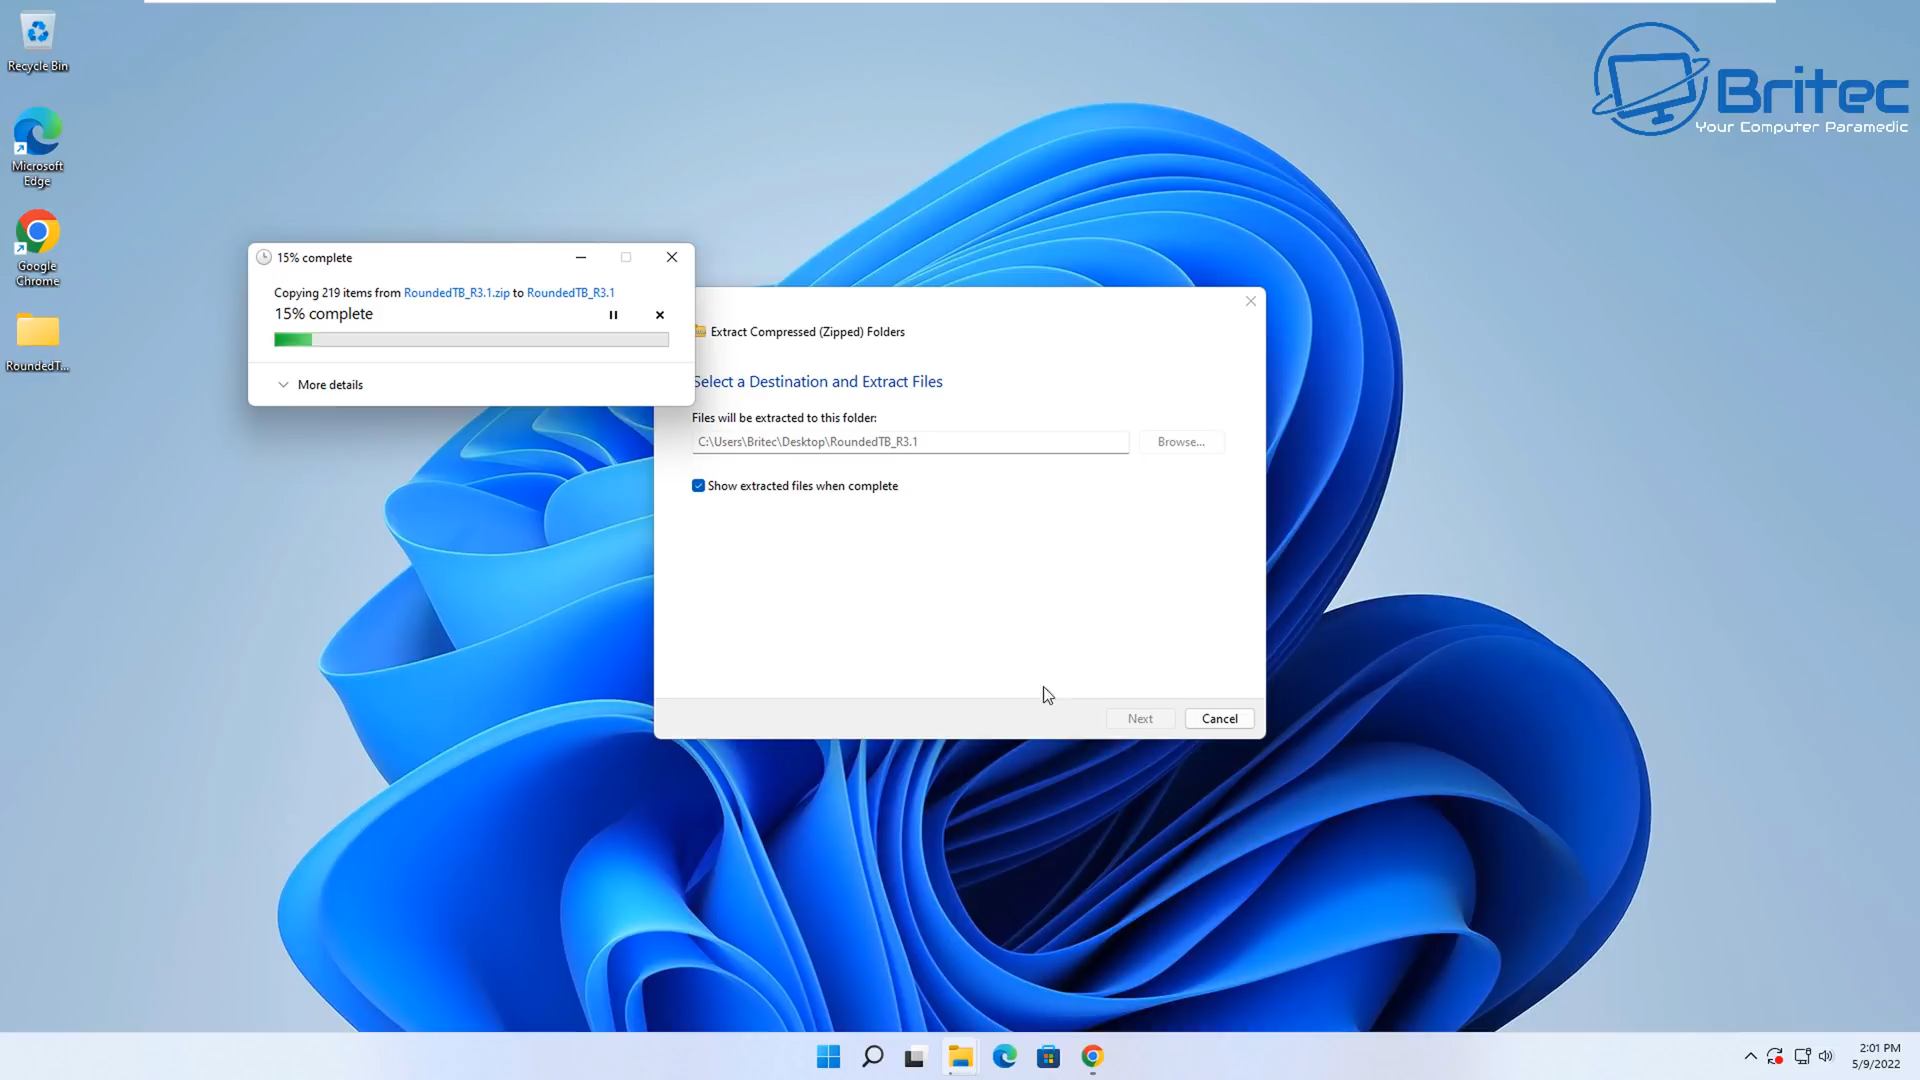 Recycle Bin
Microsoft
Edge
Google
Chrome
RoundedT...
Britec
Your Computer Paramedic
15% complete
Copying 219 items from RoundedTB_R3.1.zip to RoundedTB_R3.1
15% complete
More details
Extract Compressed (Zipped) Folders
Select a Destination and Extract Files
Files will be extracted to this folder:
C:\Users\Britec\Desktop\RoundedTB_R3.1
Browse...
Show extracted files when complete
Next
Cancel
2:01 PM
5/9/2022